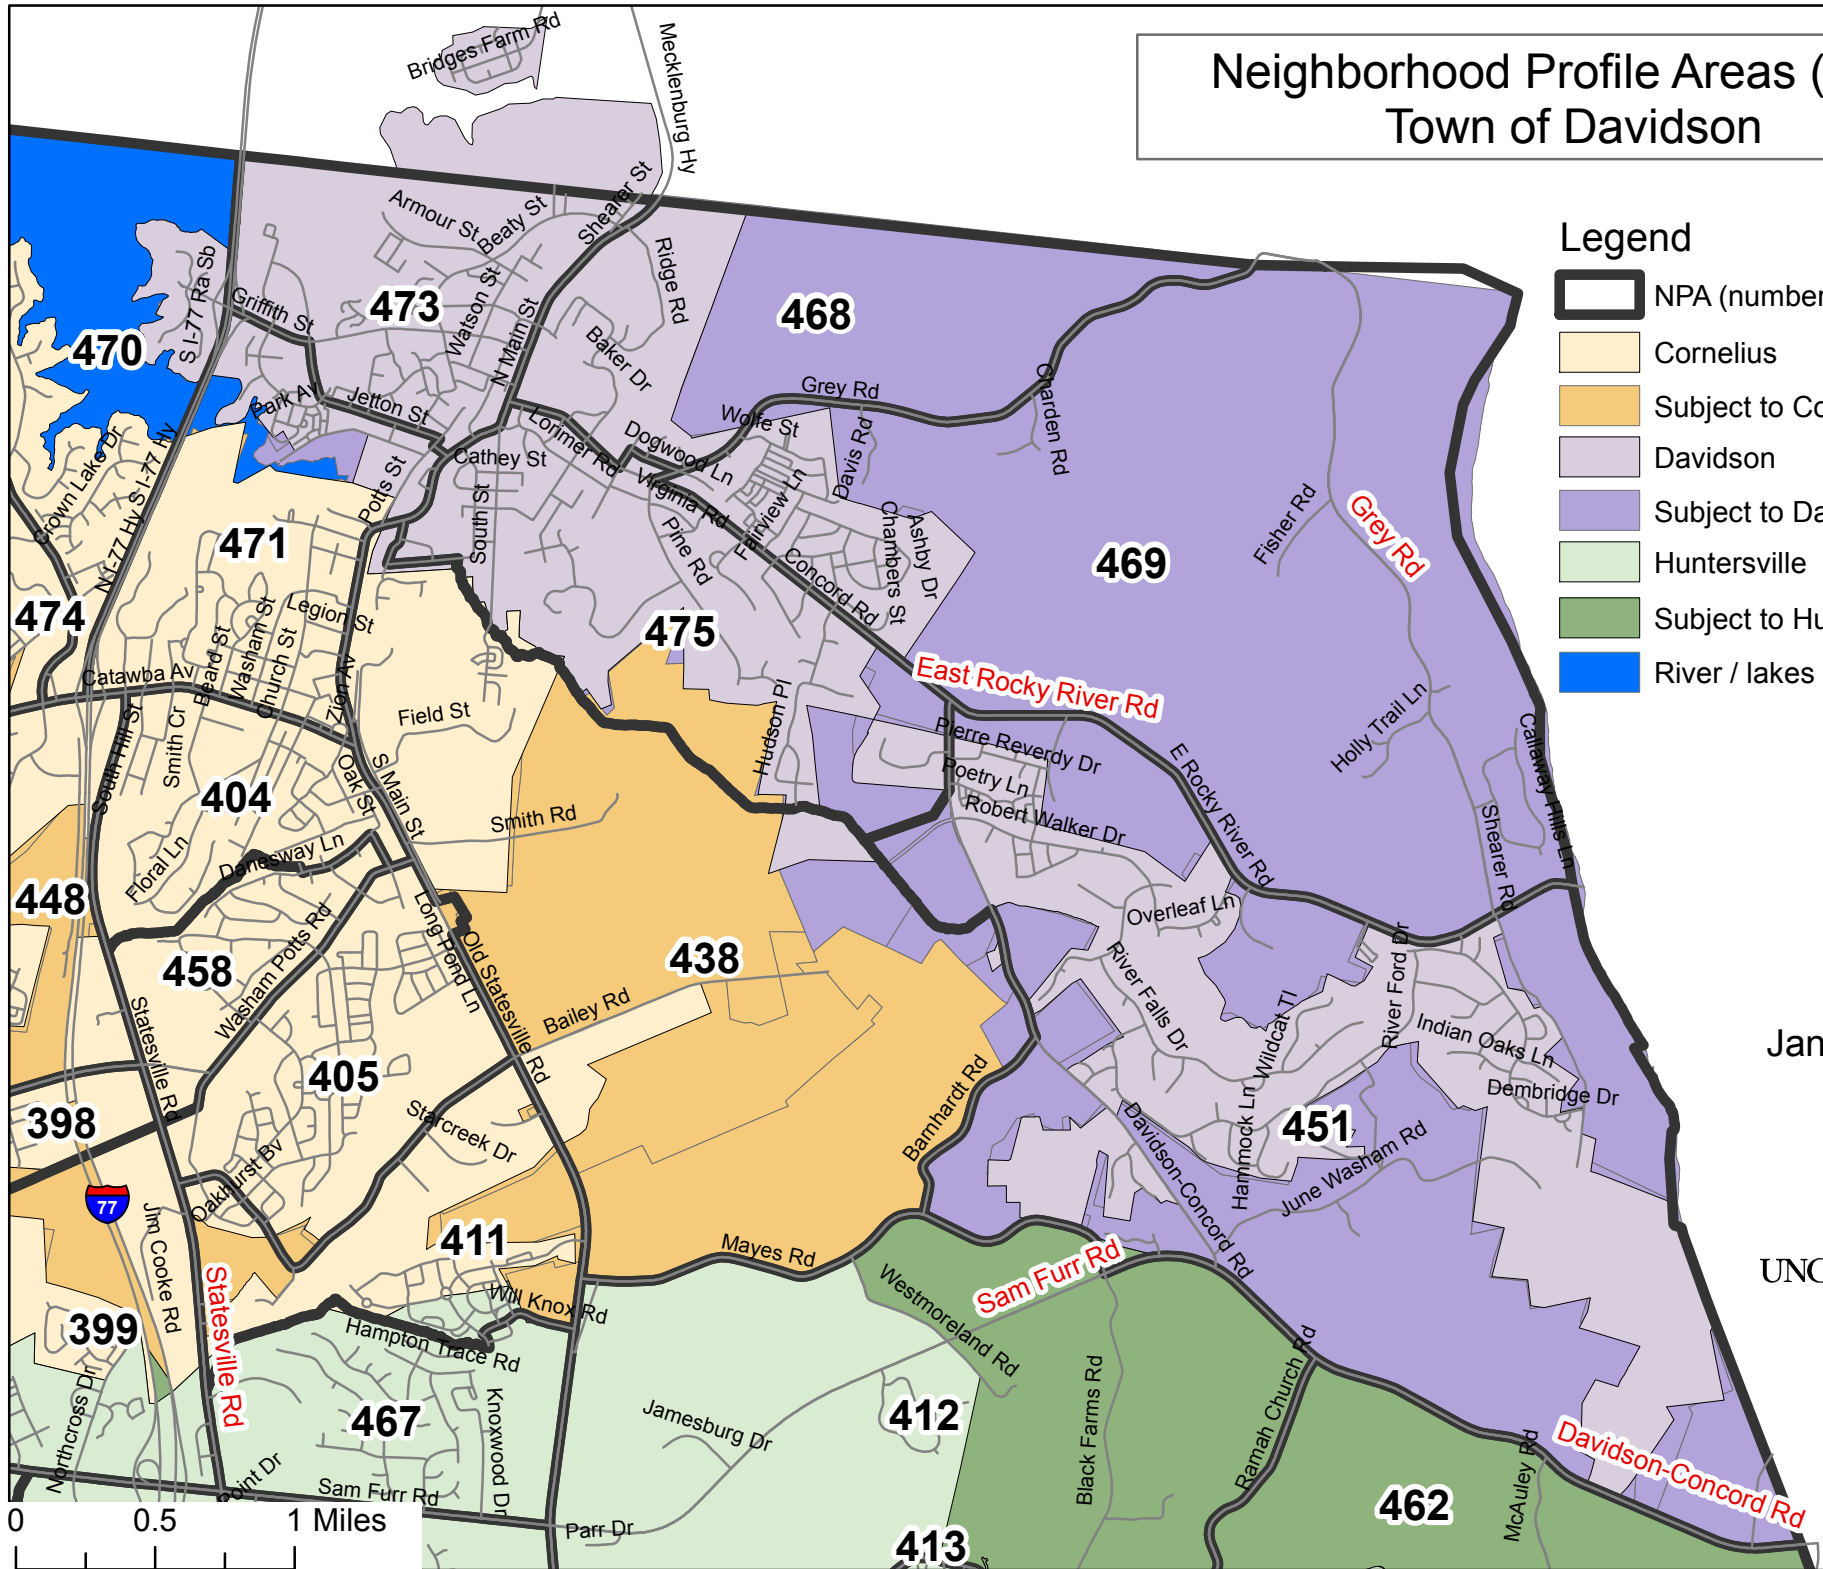 Neighborhood Profile Areas (
Town of Davidson
Legend
NPA (number
Cornelius
Subject to Co
Davidson
Subject to Da
Huntersville
Subject to Hu
River / lakes
Jan
UNC
Bridges Farm Rd
Mecklenburg Hy
Armour St
Beaty St
Shearer St
Ridge Rd
S I-77 Ra Sb
Griffith St
473
Watson St
N Main St
Baker Dr
468
470
Park Av
Jetton St
Lorimer Rd
Dogwood Ln
Wolfe St
Grey Rd
Davis Rd
Charden Rd
Crown Lake Dr
N I-77 Hy S I-77 Hy
Potts St
Cathey St
South St
Virginia Rd
Pine Rd
Fairview Ln
Concord Rd
Chambers St
Ashby Dr
469
Fisher Rd
Grey Rd
471
474
Legion St
Beard St
Washam St
Church St
Catawba Av
Zion Av
475
East Rocky River Rd
Hudson Pl
Pierre Reverdy Dr
Poetry Ln
Robert Walker Dr
E Rocky River Rd
Holly Trail Ln
Callaway Hills Ln
Shearer Rd
South Hill St
Smith Cr
Field St
Oak St
S Main St
404
Smith Rd
Floral Ln
Danesway Ln
448
Long Pond Ln
Old Statesville Rd
458
Washam Potts Rd
438
Bailey Rd
Overleaf Ln
River Falls Dr
Wildcat Tl
River Ford Dr
Indian Oaks Ln
Dembridge Dr
Statesville Rd
405
Starcreek Dr
398
Barnhardt Rd
Davidson-Concord Rd
Hammock Ln
451
June Washam Rd
77
Oakhurst Bv
Jim Cooke Rd
411
Mayes Rd
Sam Furr Rd
Westmoreland Rd
Will Knox Rd
399
Statesville Rd
Hampton Trace Rd
Northcross Dr
467
Knoxwood Dr
Jamesburg Dr
412
Black Farms Rd
Ramah Church Rd
McAuley Rd
Davidson-Concord Rd
462
Point Dr
Sam Furr Rd
Parr Dr
413
0 0.5 1 Miles